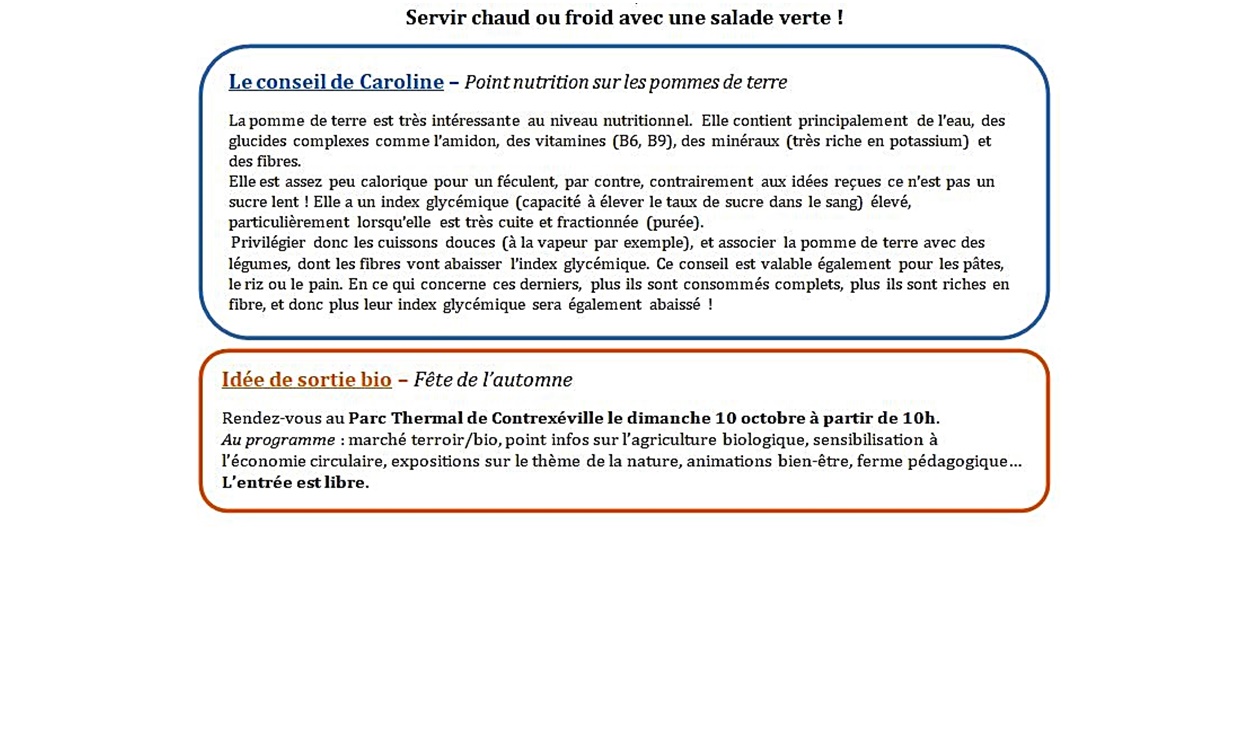 Servir chaud ou froid avec une salade verte !
Le conseil de Caroline – Point nutrition sur les pommes de terre
La pomme de terre est très intéressante au niveau nutritionnel. Elle contient principalement de l’eau, des
glucides complexes comme l’amidon, des vitamines (B6, B9), des minéraux (très riche en potassium) et
des fibres.
Elle est assez peu calorique pour un féculent, par contre, contrairement aux idées reçues ce n’est pas un
sucre lent ! Elle a un index glycémique (capacité à élever le taux de sucre dans le sang) élevé,
particulièrement lorsqu’elle est très cuite et fractionnée (purée).
Privilégier donc les cuissons douces (à la vapeur par exemple), et associer la pomme de terre avec des
légumes, dont les fibres vont abaisser l’index glycémique. Ce conseil est valable également pour les pâtes,
le riz ou le pain. En ce qui concerne ces derniers, plus ils sont consommés complets, plus ils sont riches en
fibre, et donc plus leur index glycémique sera également abaissé !
Idée de sortie bio – Fête de l’automne
Rendez-vous au Parc Thermal de Contrexéville le dimanche 10 octobre à partir de 10h.
Au programme : marché terroir/bio, point infos sur l’agriculture biologique, sensibilisation à
l’économie circulaire, expositions sur le thème de la nature, animations bien-être, ferme pédagogique…
L’entrée est libre.